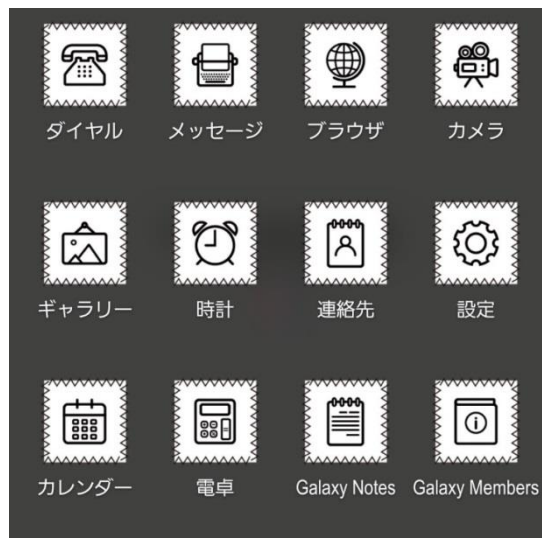 ダイヤル
メッセージ
ブラウザ
カメラ
ギャラリー
時計
連絡先
設定
カレンダー
電卓
Galaxy Notes
Galaxy Members